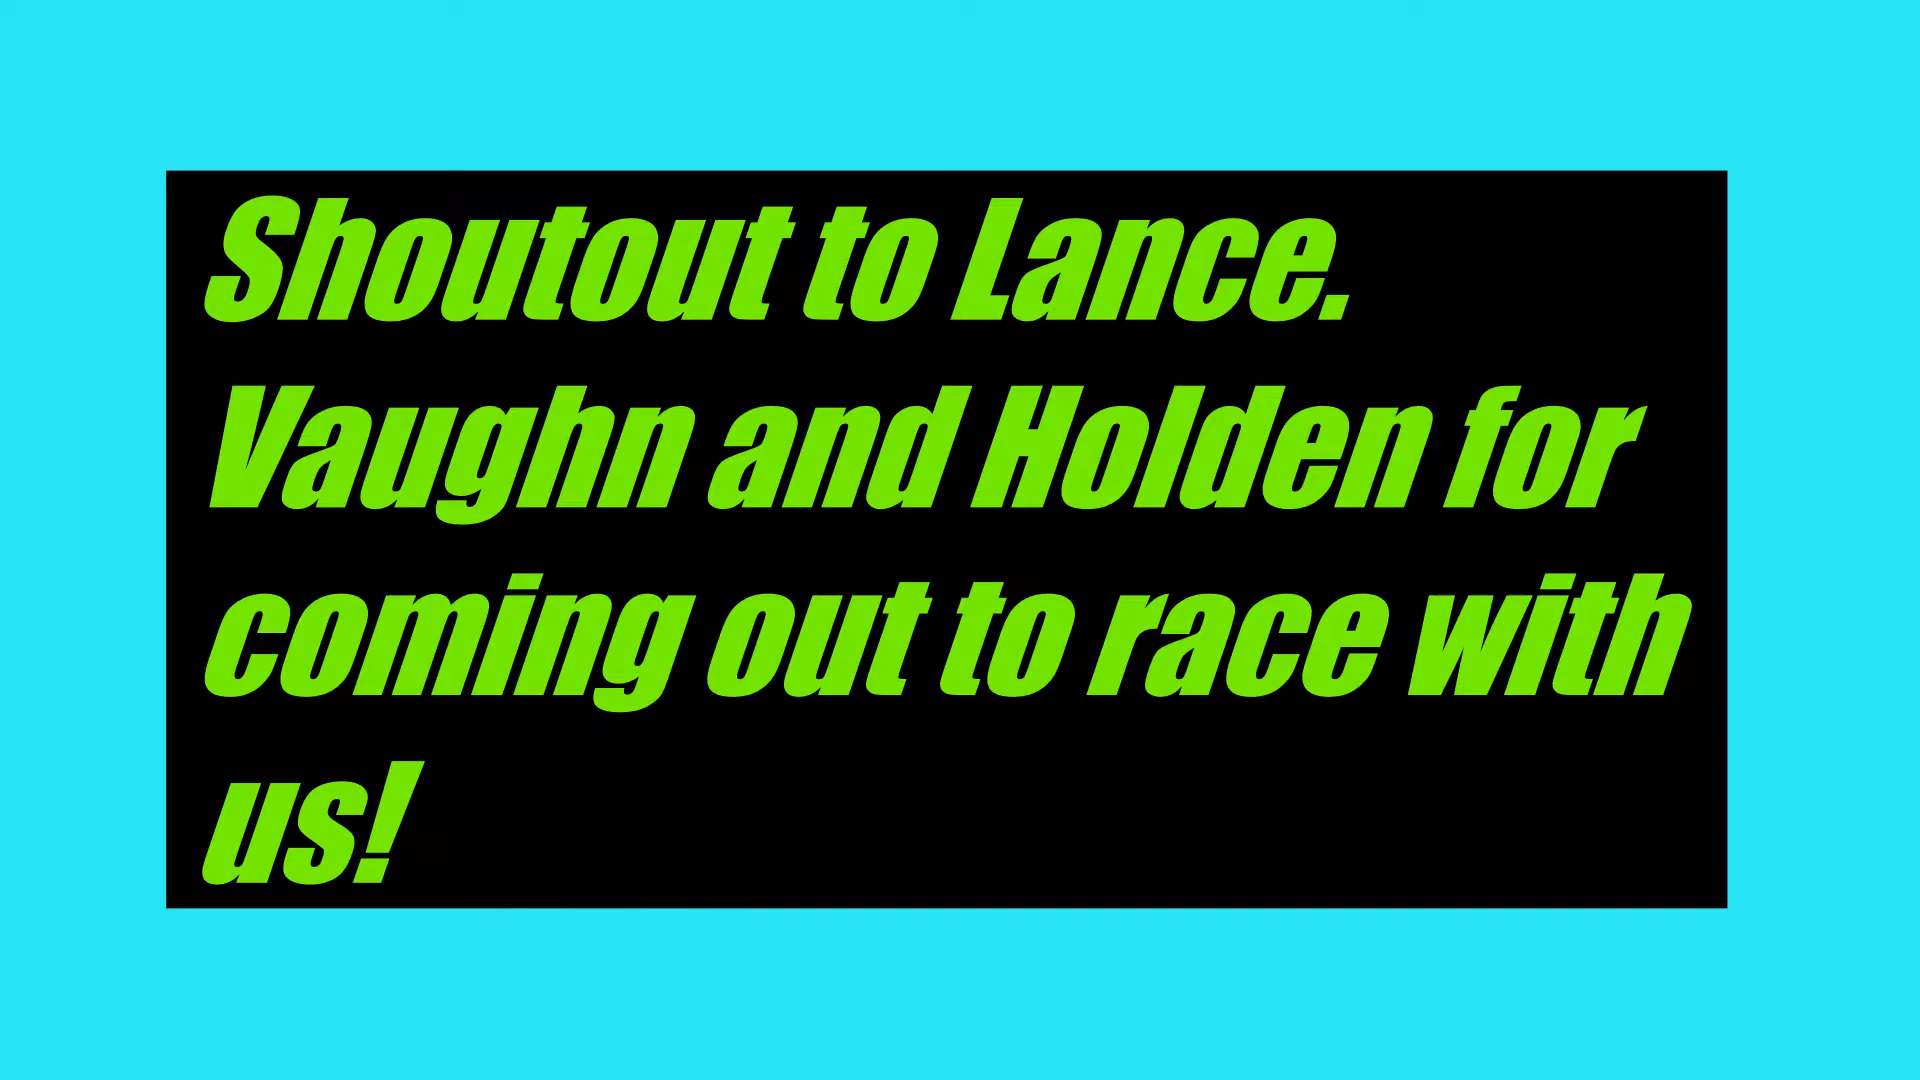 Shoutout to Lance.
Vaughn and Holden for
coming out to race with
us!